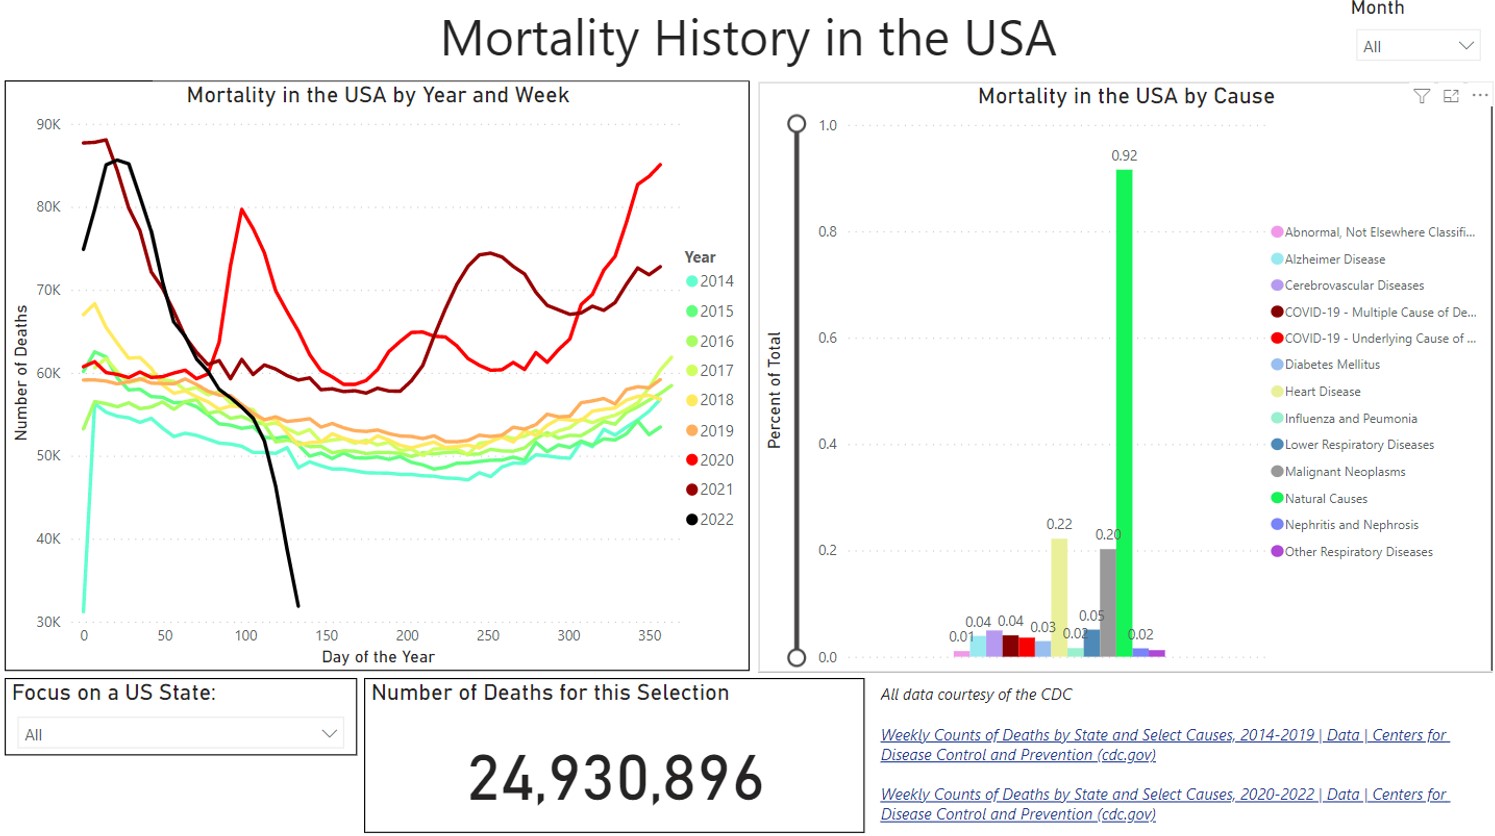 Mortality History in the USA
Month
All
Mortality in the USA by Year and Week
90K
80K
70K
60K
50K
40K
30K
Number of Deaths
0 50 100 150 200 250 300 350
Day of the Year
Year
2014
2015
2016
2017
2018
2019
2020
2021
2022
Mortality in the USA by Cause
1.0
0.8
0.6
0.4
0.2
0.0
Percent of Total
0.01
0.04
0.04
0.03
0.22
0.02
0.05
0.20
0.92
0.02
Abnormal, Not Elsewhere Classifi...
Alzheimer Disease
Cerebrovascular Diseases
COVID-19 - Multiple Cause of De...
COVID-19 - Underlying Cause of ...
Diabetes Mellitus
Heart Disease
Influenza and Peumonia
Lower Respiratory Diseases
Malignant Neoplasms
Natural Causes
Nephritis and Nephrosis
Other Respiratory Diseases
Focus on a US State:
All
Number of Deaths for this Selection
24,930,896
All data courtesy of the CDC
Weekly Counts of Deaths by State and Select Causes, 2014-2019 | Data | Centers for
Disease Control and Prevention (cdc.gov)
Weekly Counts of Deaths by State and Select Causes, 2020-2022 | Data | Centers for
Disease Control and Prevention (cdc.gov)